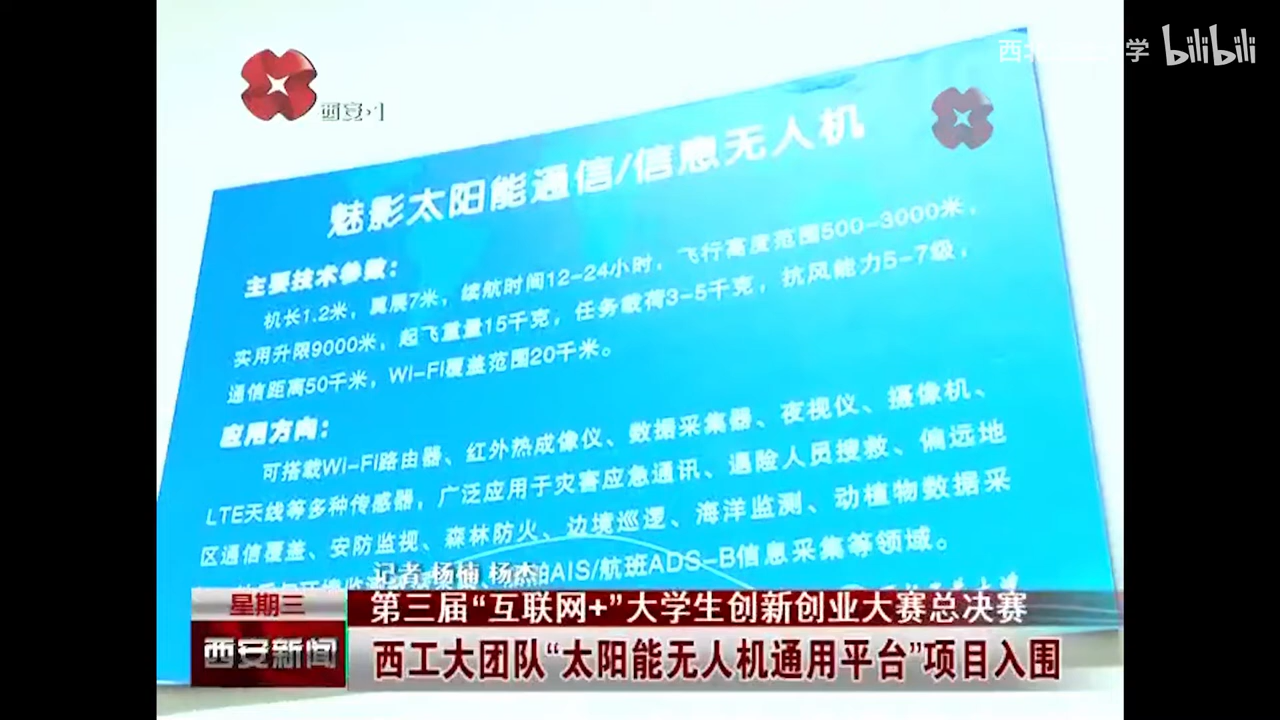 西安·1
学 bilibili
魅影太阳能通信/信息无人机
主要技术参数：
机长1.2米，翼展7米，续航时间12-24小时，飞行高度范围500-3000米，
实用升限9000米，起飞重量15千克，任务载荷3-5千克，抗风能力5-7级，
通信距离50千米，WI-FI覆盖范围20千米。
应用方向：
可搭载WI-FI路由器、红外热成像仪、数据采集器、夜视仪、摄像机、
LTE天线等多种传感器，广泛应用于灾害应急通讯、遇险人员搜救、偏远地
区通信覆盖、安防监视、森林防火、边境巡逻、海洋监测、动植物数据采
AIS/航班ADS-B信息采集等领域。
记者 杨楠 杨杰
星期三
第三届“互联网+”大学生创新创业大赛总决赛
西安新闻
西工大团队“太阳能无人机通用平台”项目入围